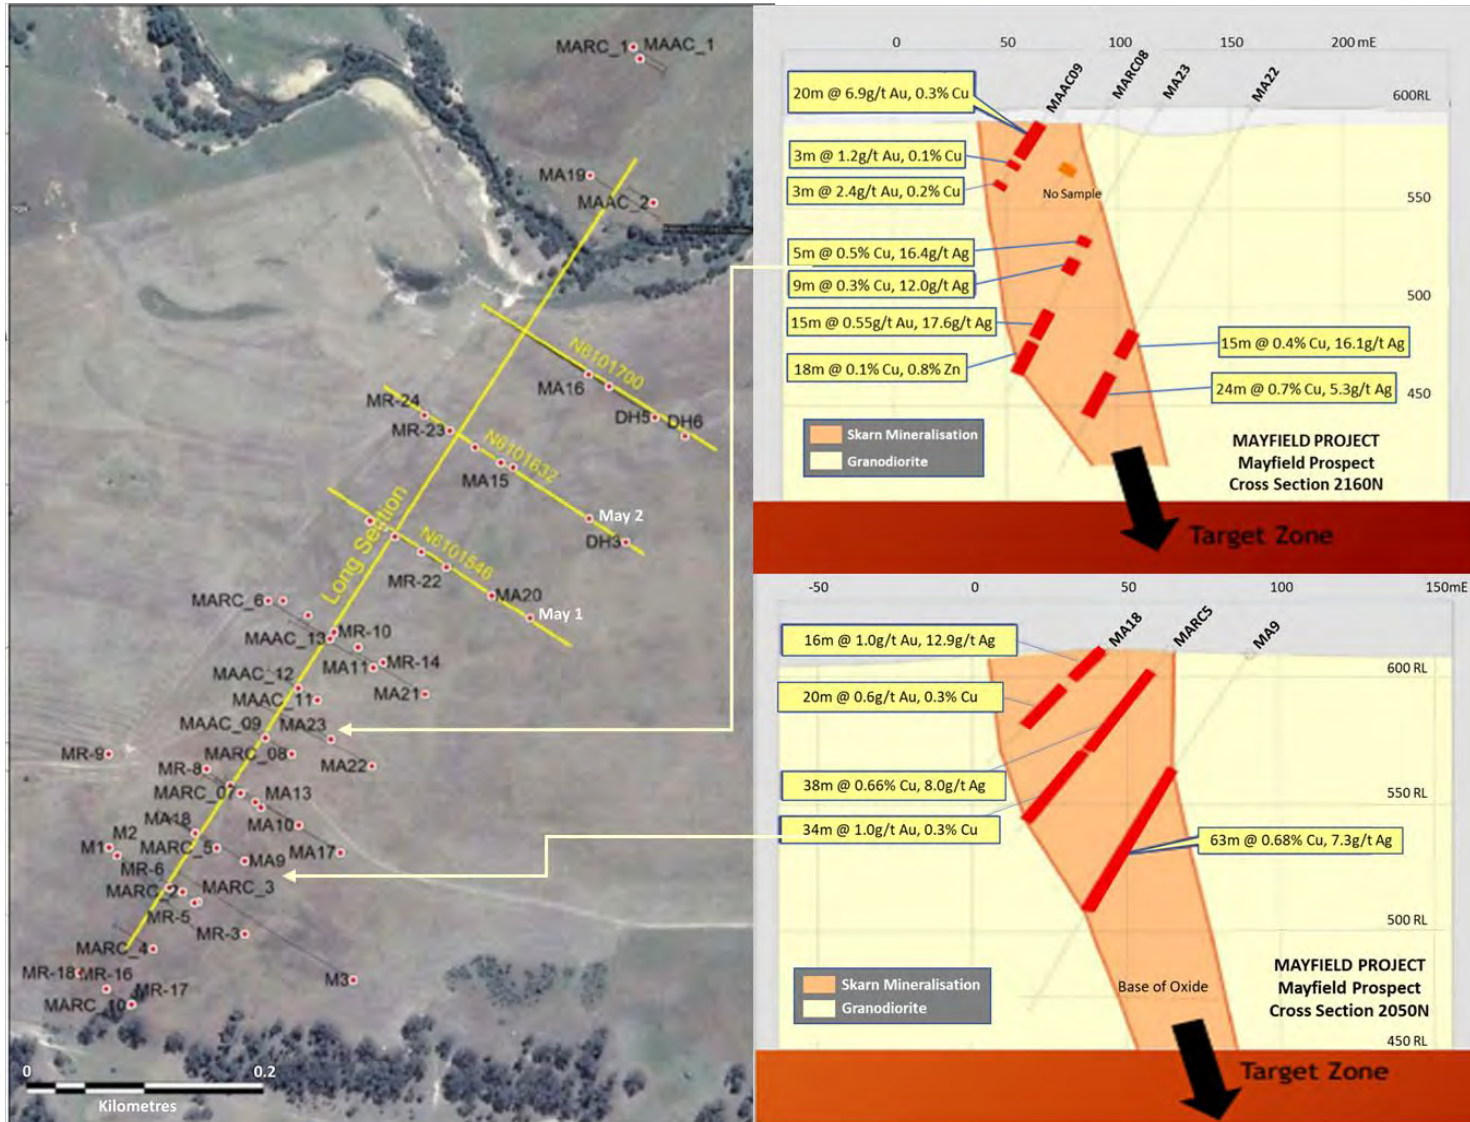 MARC_1
MAAC_1
MA19
MAAC_2
N6101700
MA16
DH5
DH6
MR-24
MR-23
N6101632
MA15
May 2
DH3
Long Section
N6101546
MR-22
MA20
May 1
MARC_6
MAAC_13
MR-10
MA11
MR-14
MAAC_12
MA21
MAAC_11
MAAC_09
MA23
MR-9
MARC_08
MA22
MR-8
MARC_07
MA13
MA18
MA10
M2
M1
MARC_5
MA17
MA9
MR-6
MARC_2
MARC_3
MR-5
MR-3
MARC_4
MR-18
MR-16
M3
MR-17
MARC_10
0
0.2
Kilometres
0
50
100
150
200 mE
MAAC09
MARC08
MA23
MA22
600RL
20m @ 6.9g/t Au, 0.3% Cu
3m @ 1.2g/t Au, 0.1% Cu
3m @ 2.4g/t Au, 0.2% Cu
No Sample
550
5m @ 0.5% Cu, 16.4g/t Ag
9m @ 0.3% Cu, 12.0g/t Ag
500
15m @ 0.55g/t Au, 17.6g/t Ag
15m @ 0.4% Cu, 16.1g/t Ag
18m @ 0.1% Cu, 0.8% Zn
24m @ 0.7% Cu, 5.3g/t Ag
450
Skarn Mineralisation
Granodiorite
MAYFIELD PROJECT
Mayfield Prospect
Cross Section 2160N
Target Zone
-50
0
50
100
150mE
MA18
MARC5
MA9
16m @ 1.0g/t Au, 12.9g/t Ag
600 RL
20m @ 0.6g/t Au, 0.3% Cu
38m @ 0.66% Cu, 8.0g/t Ag
550 RL
34m @ 1.0g/t Au, 0.3% Cu
63m @ 0.68% Cu, 7.3g/t Ag
500 RL
Skarn Mineralisation
Granodiorite
Base of Oxide
MAYFIELD PROJECT
Mayfield Prospect
Cross Section 2050N
450 RL
Target Zone